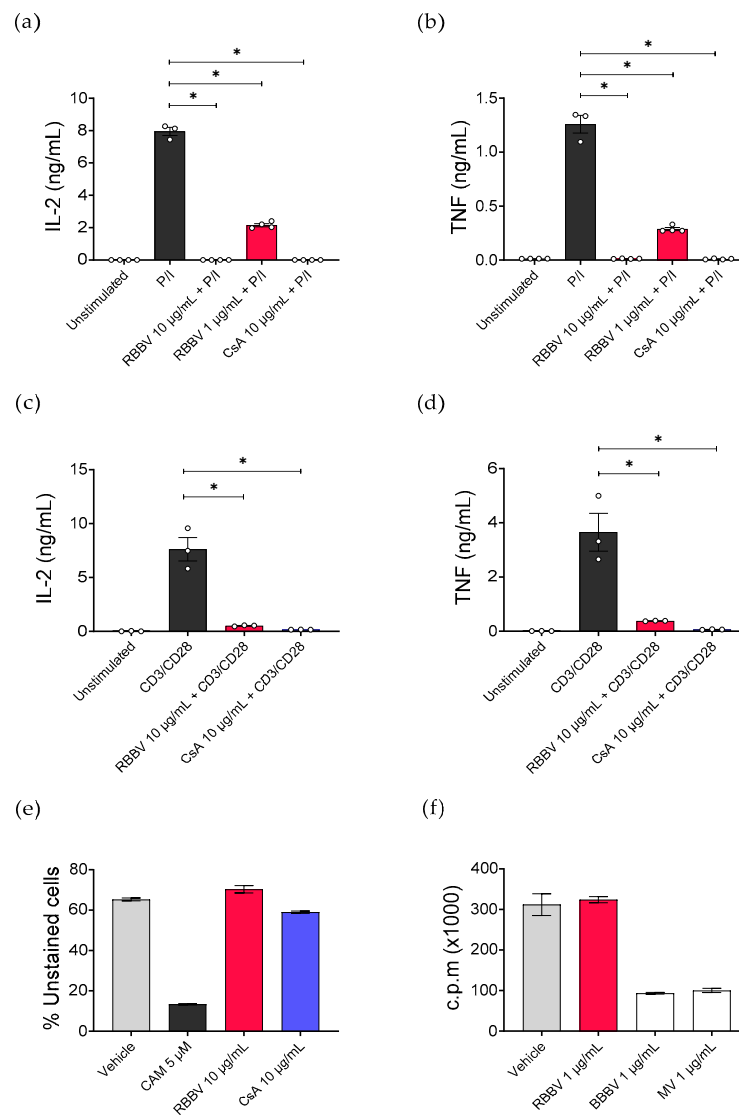 (a)
*
*
*
IL-2 (ng/mL)
10
8
6
4
2
0
Unstimulated
P/I
RBBV 10 µg/mL + P/I
RBBV 1 µg/mL + P/I
CsA 10 µg/mL + P/I
(b)
*
*
*
TNF (ng/mL)
1.5
1.0
0.5
0.0
Unstimulated
P/I
RBBV 10 µg/mL + P/I
RBBV 1 µg/mL + P/I
CsA 10 µg/mL + P/I
(c)
*
*
IL-2 (ng/mL)
15
10
5
0
Unstimulated
CD3/CD28
RBBV 10 µg/mL + CD3/CD28
CsA 10 µg/mL + CD3/CD28
(d)
*
*
TNF (ng/mL)
6
4
2
0
Unstimulated
CD3/CD28
RBBV 10 µg/mL + CD3/CD28
CsA 10 µg/mL + CD3/CD28
(e)
% Unstained cells
80
60
40
20
0
Vehicle
CAM 5 µM
RBBV 10 µg/mL
CsA 10 µg/mL
(f)
c.p.m (x1000)
400
300
200
100
0
Vehicle
RBBV 1 µg/mL
BBBV 1 µg/mL
MV 1 µg/mL